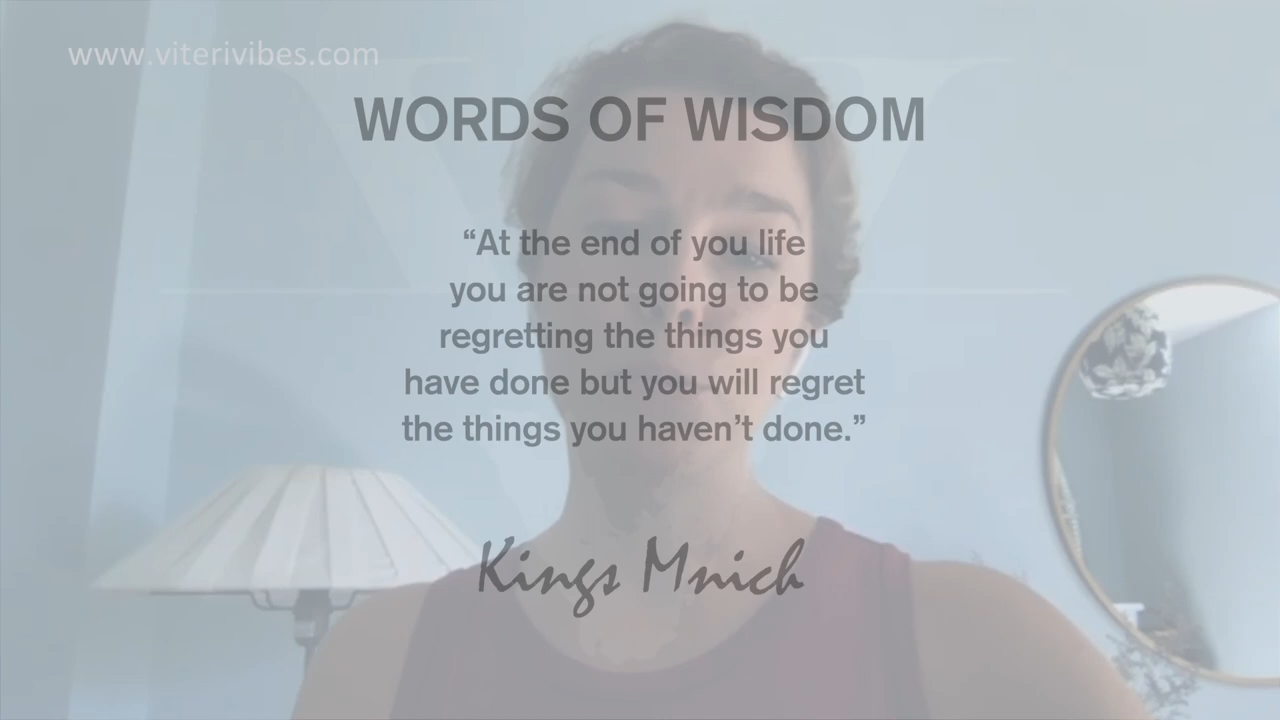 www.viterivibes.com
WORDS OF WISDOM
“At the end of you life
you are not going to be
regretting the things you
have done but you will regret
the things you haven’t done.”
Kings Mnich